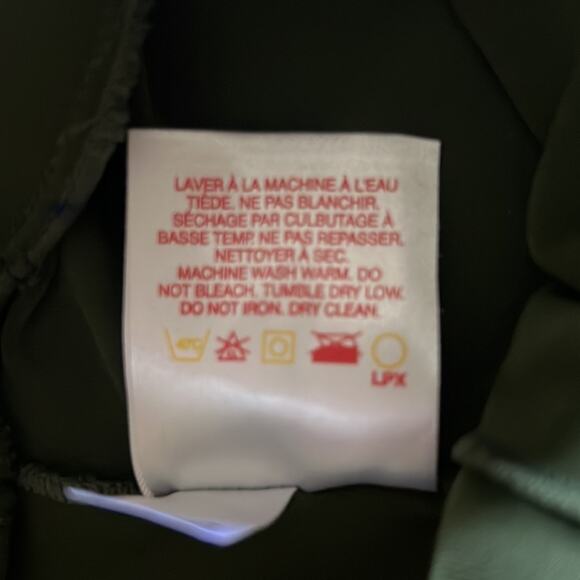 LAVER À LA MACHINE À L'EAU
TIÈDE. NE PAS BLANCHIR.
SÉCHAGE PAR CULBUTAGE À
BASSE TEMP. NE PAS REPASSER.
NETTOYER À SEC.
MACHINE WASH WARM. DO
NOT BLEACH. TUMBLE DRY LOW.
DO NOT IRON. DRY CLEAN.
LPX